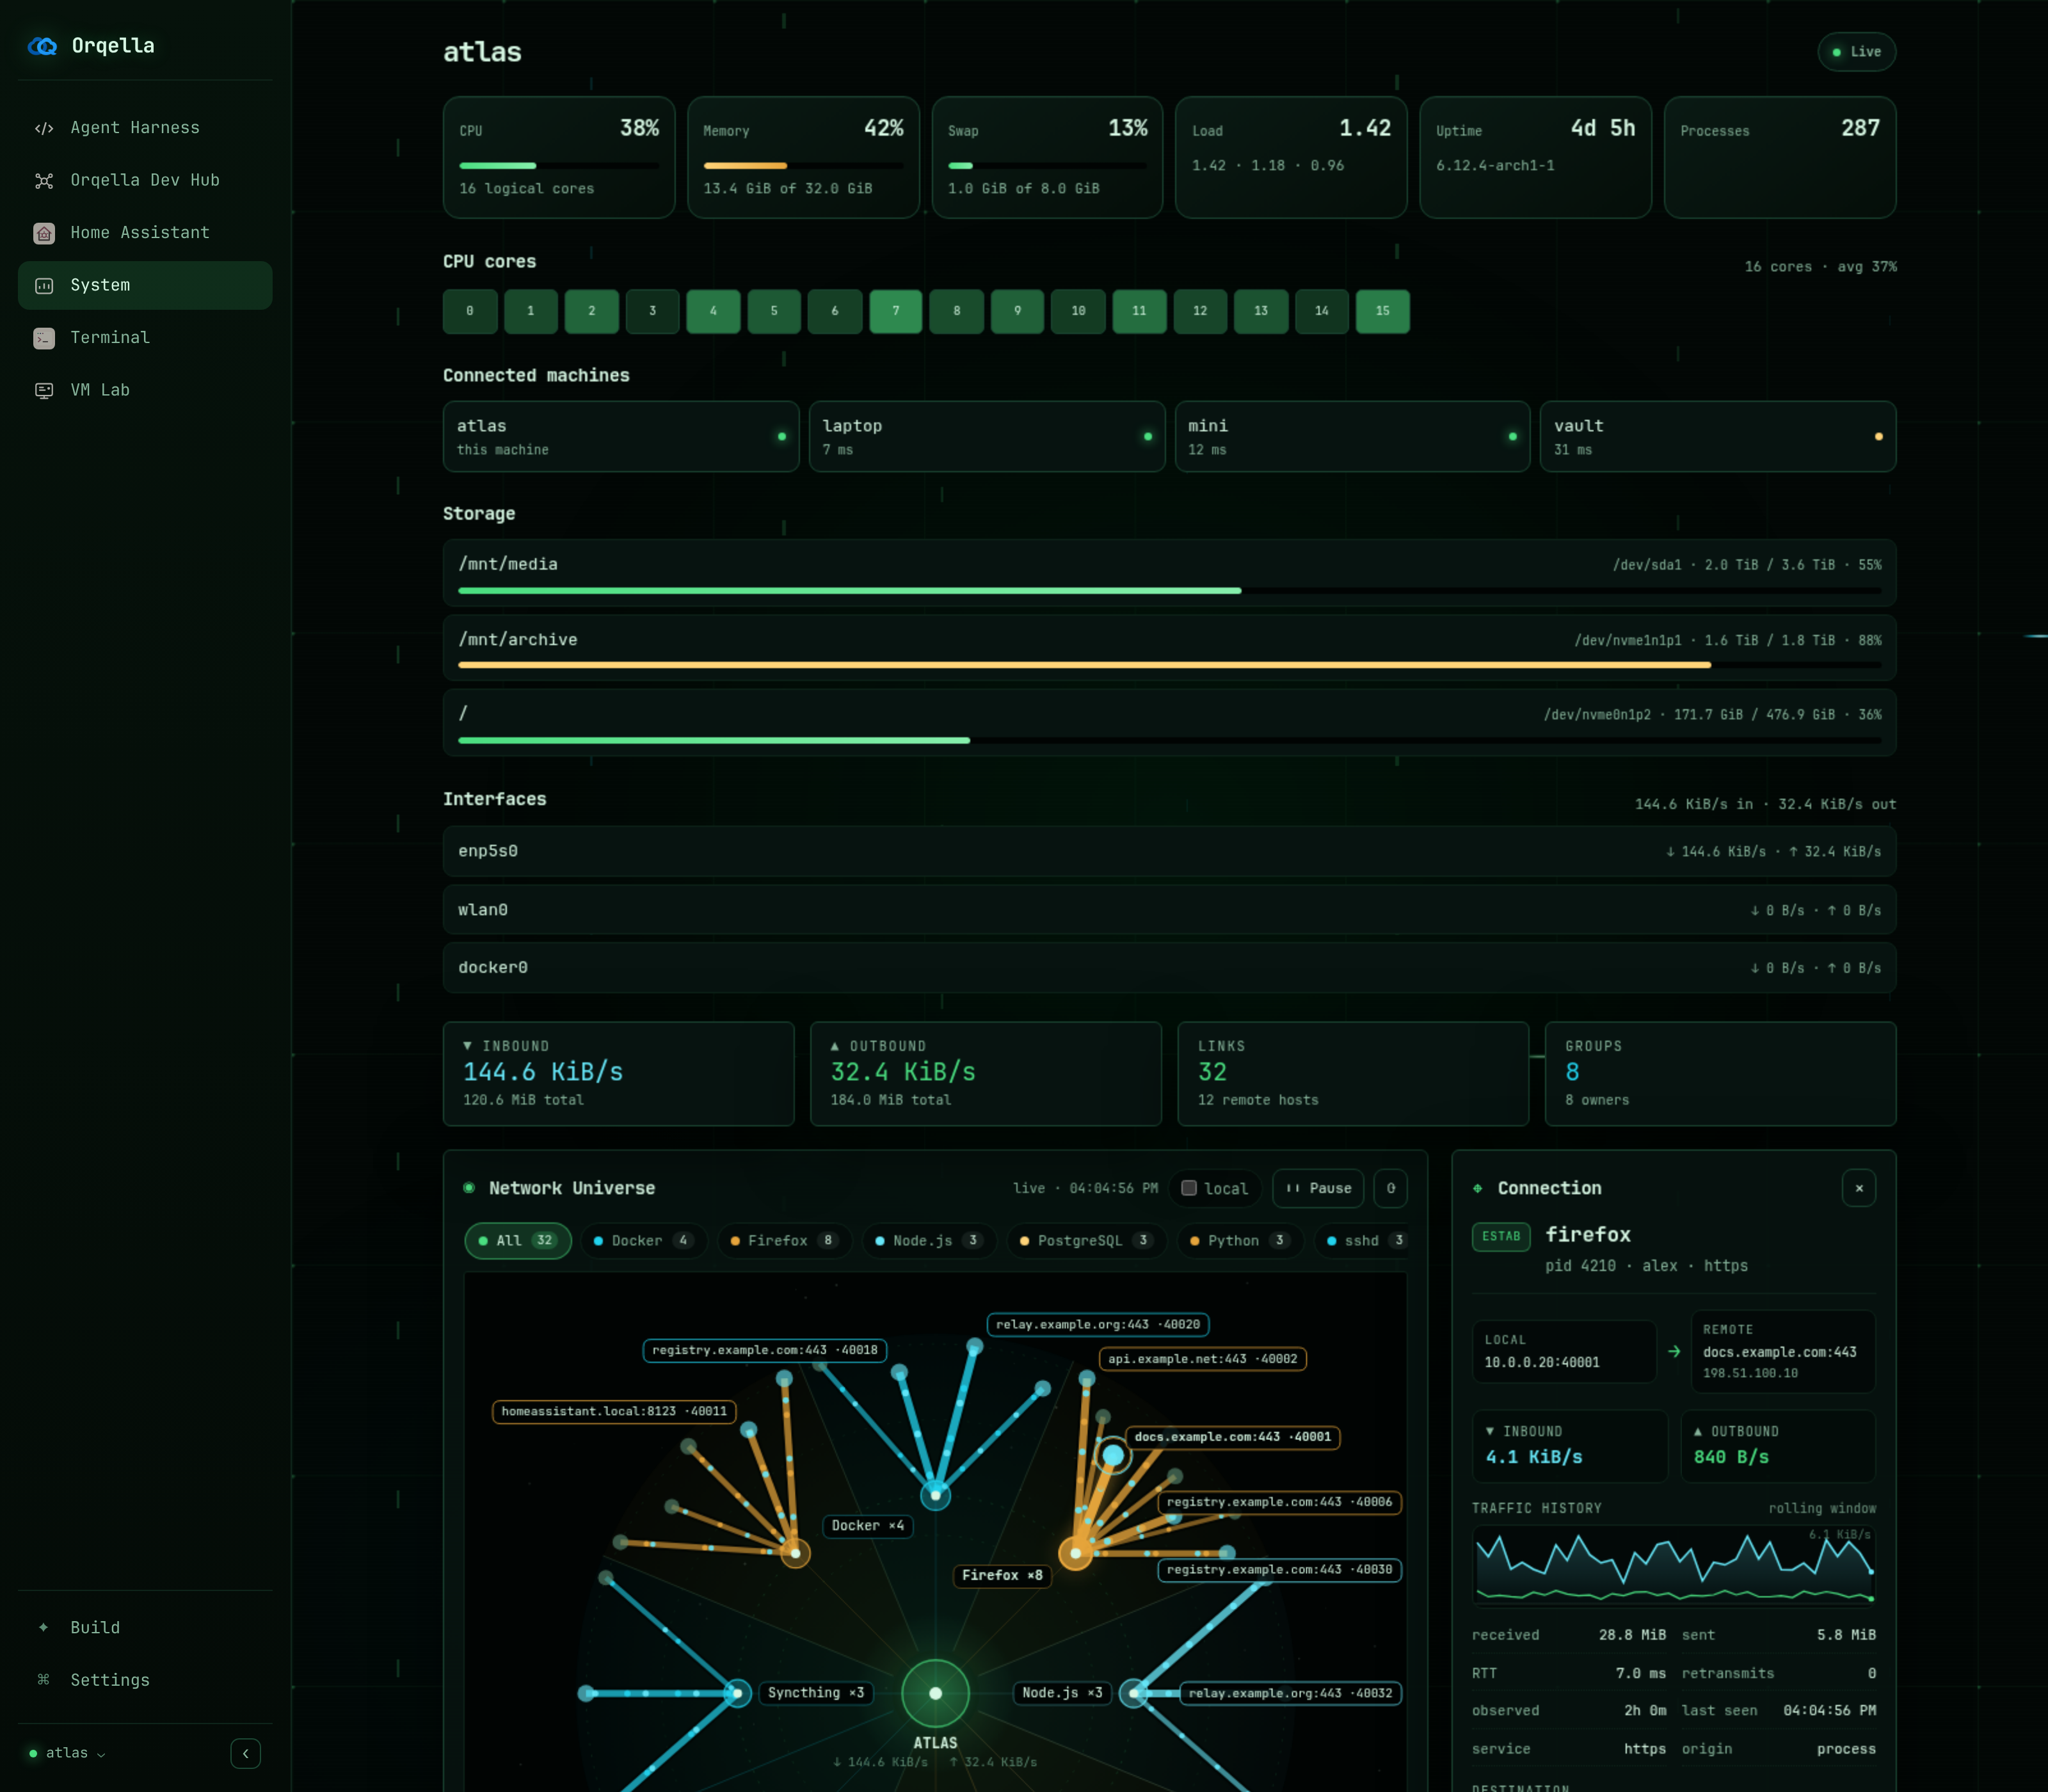 Orqella
Agent Harness
Orqella Dev Hub
Home Assistant
System
Terminal
VM Lab
Build
Settings
atlas
atlas
Live
CPU 38%
16 logical cores
Memory 42%
13.4 GiB of 32.0 GiB
Swap 13%
1.0 GiB of 8.0 GiB
Load 1.42
1.42 · 1.18 · 0.96
Uptime 4d 5h
6.12.4-arch1-1
Processes 287
CPU cores
16 cores · avg 37%
0 1 2 3 4 5 6 7 8 9 10 11 12 13 14 15
Connected machines
atlas
this machine
laptop
7 ms
mini
12 ms
vault
31 ms
Storage
/mnt/media /dev/sda1 · 2.0 TiB / 3.6 TiB · 55%
/mnt/archive /dev/nvme1n1p1 · 1.6 TiB / 1.8 TiB · 88%
/ /dev/nvme0n1p2 · 171.7 GiB / 476.9 GiB · 36%
Interfaces 144.6 KiB/s in · 32.4 KiB/s out
enp5s0 ↓ 144.6 KiB/s · ↑ 32.4 KiB/s
wlan0 ↓ 0 B/s · ↑ 0 B/s
docker0 ↓ 0 B/s · ↑ 0 B/s
▼ INBOUND
144.6 KiB/s
120.6 MiB total
▲ OUTBOUND
32.4 KiB/s
184.0 MiB total
LINKS
32
12 remote hosts
GROUPS
8
8 owners
Network Universe
live · 04:04:56 PM
local
Pause
All 32
Docker 4
Firefox 8
Node.js 3
PostgreSQL 3
Python 3
sshd 3
relay.example.org:443 ·40020
registry.example.com:443 ·40018
api.example.net:443 ·40002
homeassistant.local:8123 ·40011
docs.example.com:443 ·40001
registry.example.com:443 ·40006
Docker ×4
Firefox ×8
registry.example.com:443 ·40030
Syncthing ×3
Node.js ×3
relay.example.org:443 ·40032
ATLAS
↓ 144.6 KiB/s ↑ 32.4 KiB/s
Connection
×
ESTAB
firefox
pid 4210 · alex · https
LOCAL
10.0.0.20:40001
→
REMOTE
docs.example.com:443
198.51.100.10
▼ INBOUND
4.1 KiB/s
▲ OUTBOUND
840 B/s
TRAFFIC HISTORY rolling window
6.1 KiB/s
received 28.8 MiB sent 5.8 MiB
RTT 7.0 ms retransmits 0
observed 2h 0m last seen 04:04:56 PM
service https origin process
DESTINATION